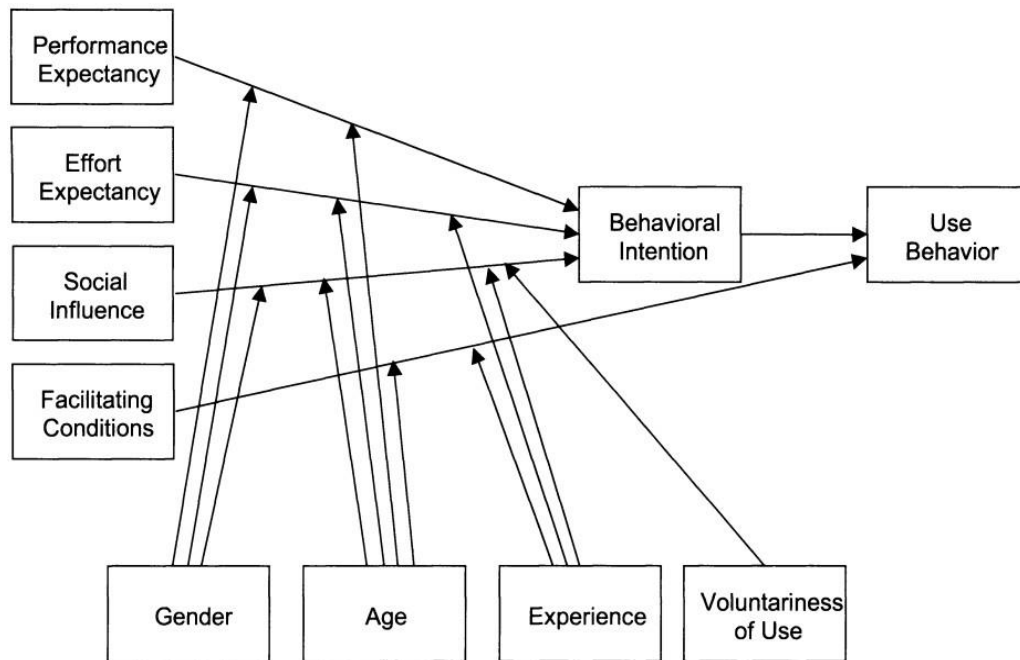 Performance
Expectancy
Effort
Expectancy
Social
Influence
Facilitating
Conditions
Behavioral
Intention
Use
Behavior
Gender
Age
Experience
Voluntariness
of Use